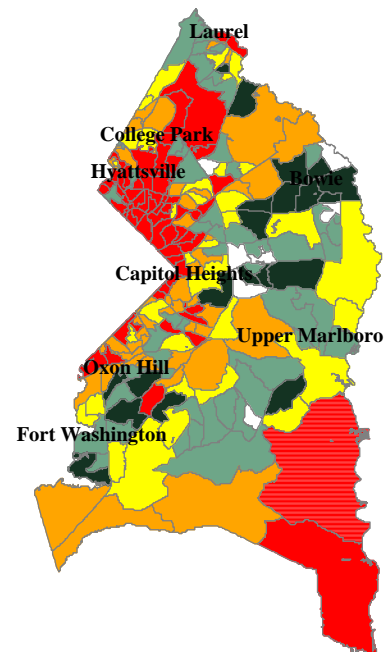 Laurel
College Park
Hyattsville
Bowie
Capitol Heights
Upper Marlboro
Oxon Hill
Fort Washington